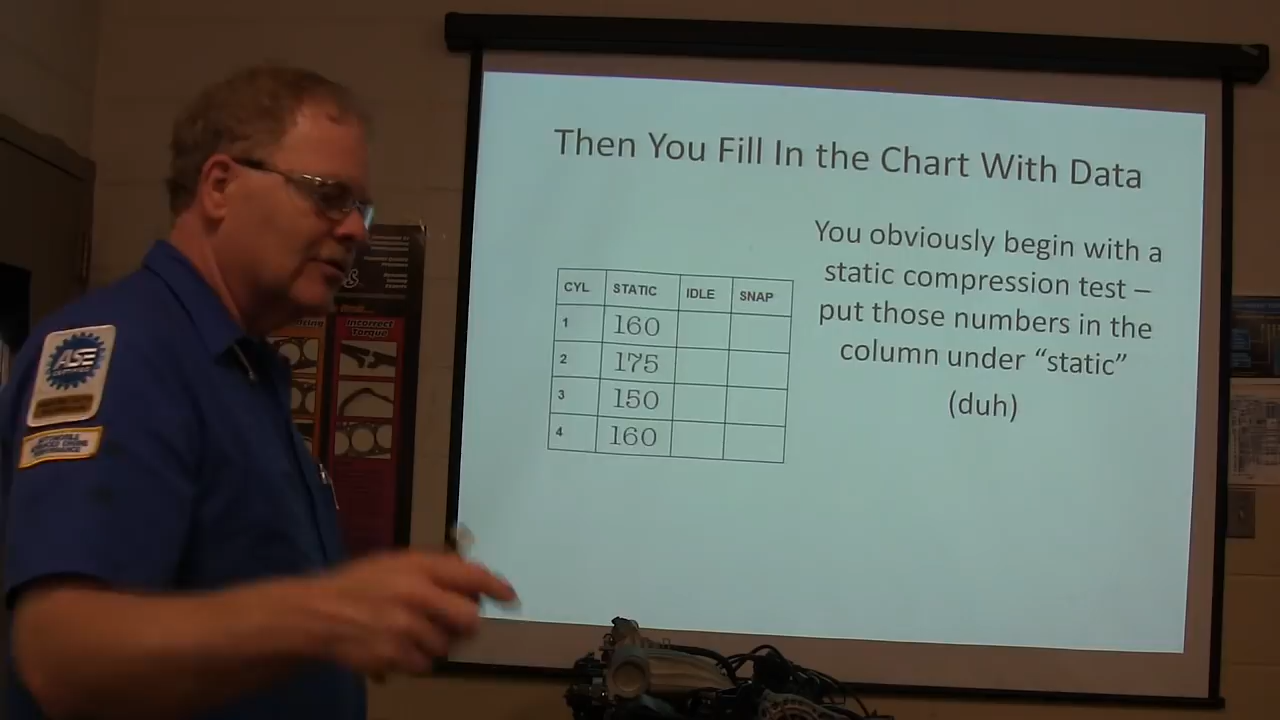 Then You Fill In the Chart With Data
You obviously begin with a
static compression test –
put those numbers in the
column under “static”
(duh)
CYL STATIC IDLE SNAP
1 160
2 175
3 150
4 160
ASE
CERTIFIED
Incorrect
Torque